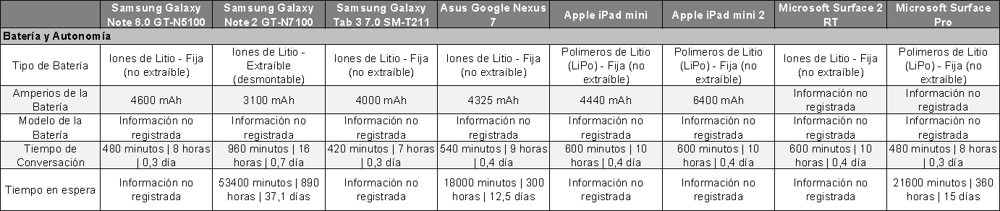 Samsung Galaxy Note 8.0 GT-N5100 Samsung Galaxy Note 2 GT-N7100 Samsung Galaxy Tab 3 7.0 SM-T211 Asus Google Nexus 7 Apple iPad mini Apple iPad mini 2 Microsoft Surface 2 RT Microsoft Surface Pro
Batería y Autonomía
Tipo de Batería Iones de Litio - Fija (no extraíble) Iones de Litio - Extraíble (desmontable) Iones de Litio - Fija (no extraíble) Iones de Litio - Fija (no extraíble) Polimeros de Litio (LiPo) - Fija (no extraíble) Polimeros de Litio (LiPo) - Fija (no extraíble) Iones de Litio - Fija (no extraíble) Polimeros de Litio (LiPo) - Fija (no extraíble)
Amperios de la Batería 4600 mAh 3100 mAh 4000 mAh 4325 mAh 4440 mAh 6400 mAh Información no registrada Información no registrada
Modelo de la Batería Información no registrada Información no registrada Información no registrada Información no registrada Información no registrada Información no registrada Información no registrada Información no registrada
Tiempo de Conversación 480 minutos | 8 horas | 0,3 día 960 minutos | 16 horas | 0,7 día 420 minutos | 7 horas | 0,3 día 540 minutos | 9 horas | 0,4 día 600 minutos | 10 horas | 0,4 día 600 minutos | 10 horas | 0,4 día 600 minutos | 10 horas | 0,4 día 480 minutos | 8 horas | 0,3 día
Tiempo en espera Información no registrada 53400 minutos | 890 horas | 37,1 días Información no registrada 18000 minutos | 300 horas | 12,5 días Información no registrada Información no registrada Información no registrada 21600 minutos | 360 horas | 15 días